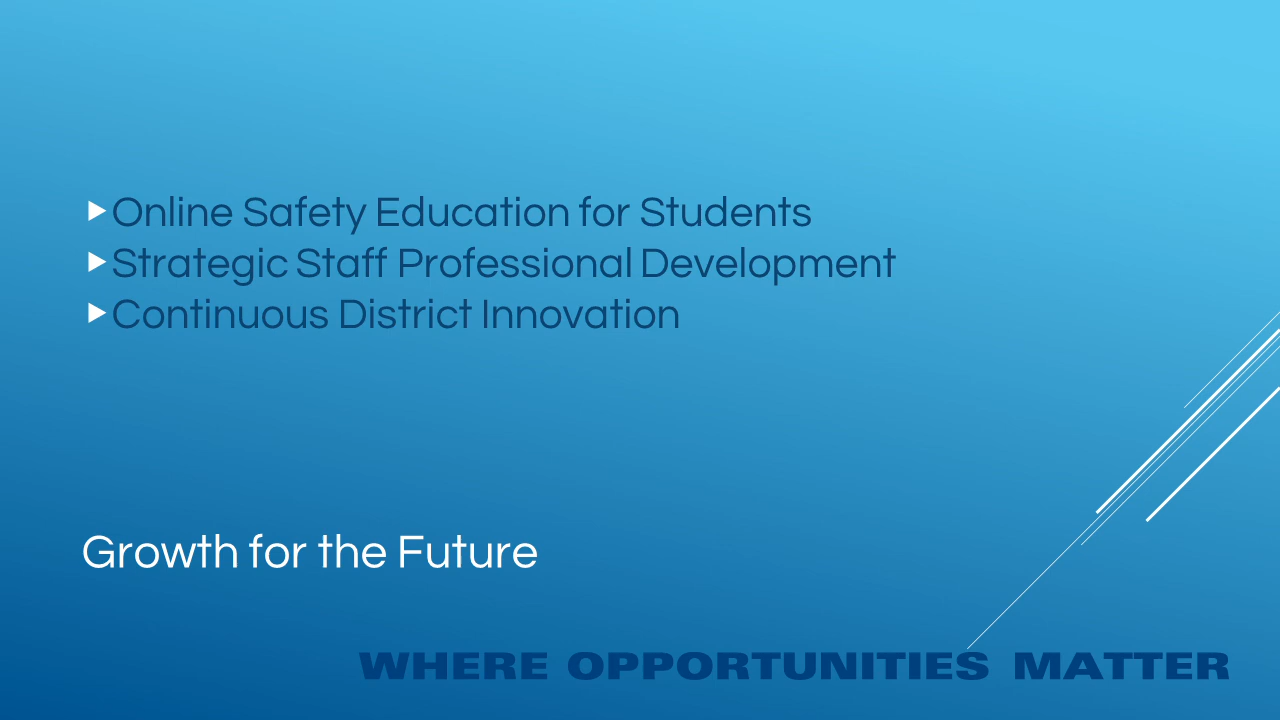 Online Safety Education for Students
Strategic Staff Professional Development
Continuous District Innovation
Growth for the Future
WHERE OPPORTUNITIES MATTER